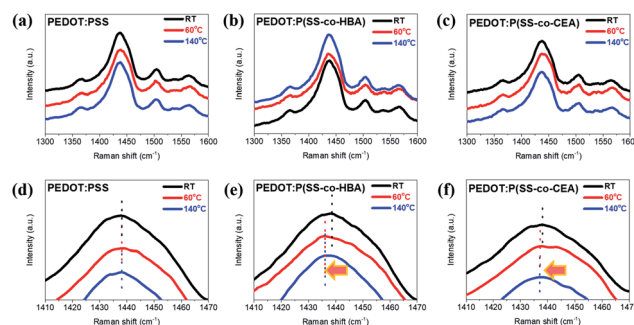 (a) PEDOT:PSS
RT
60°C
140°C
Intensity (a.u.)
1300 1350 1400 1450 1500 1550 1600
Raman shift (cm⁻¹)
(b) PEDOT:P(SS-co-HBA)
RT
60°C
140°C
Intensity (a.u.)
1300 1350 1400 1450 1500 1550 1600
Raman shift (cm⁻¹)
(c) PEDOT:P(SS-co-CEA)
RT
60°C
140°C
Intensity (a.u.)
1300 1350 1400 1450 1500 1550 1600
Raman shift (cm⁻¹)
(d) PEDOT:PSS
RT
60°C
140°C
Intensity (a.u.)
1410 1420 1430 1440 1450 1460 1470
Raman shift (cm⁻¹)
(e) PEDOT:P(SS-co-HBA)
RT
60°C
140°C
Intensity (a.u.)
1410 1420 1430 1440 1450 1460 1470
Raman shift (cm⁻¹)
(f) PEDOT:P(SS-co-CEA)
RT
60°C
140°C
Intensity (a.u.)
1410 1420 1430 1440 1450 1460 1470
Raman shift (cm⁻¹)